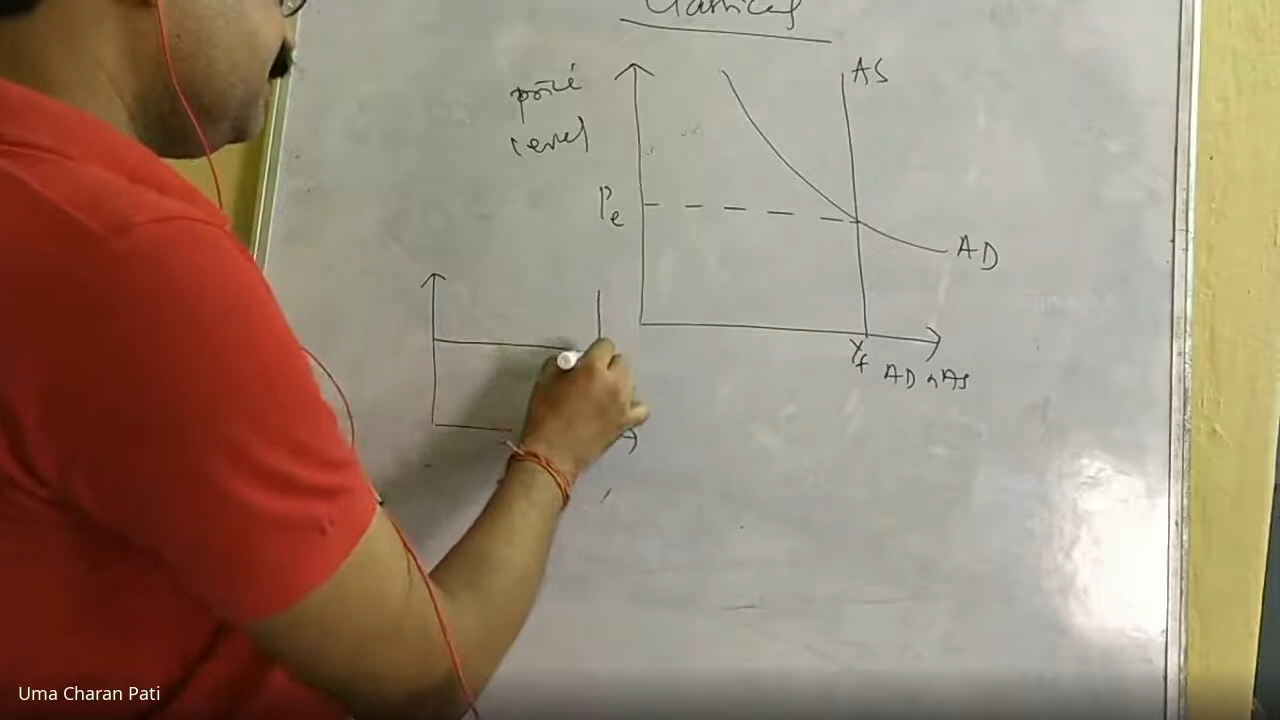 Classical
price
level
AS
Pe
AD
Yf
AD, AS
Uma Charan Pati